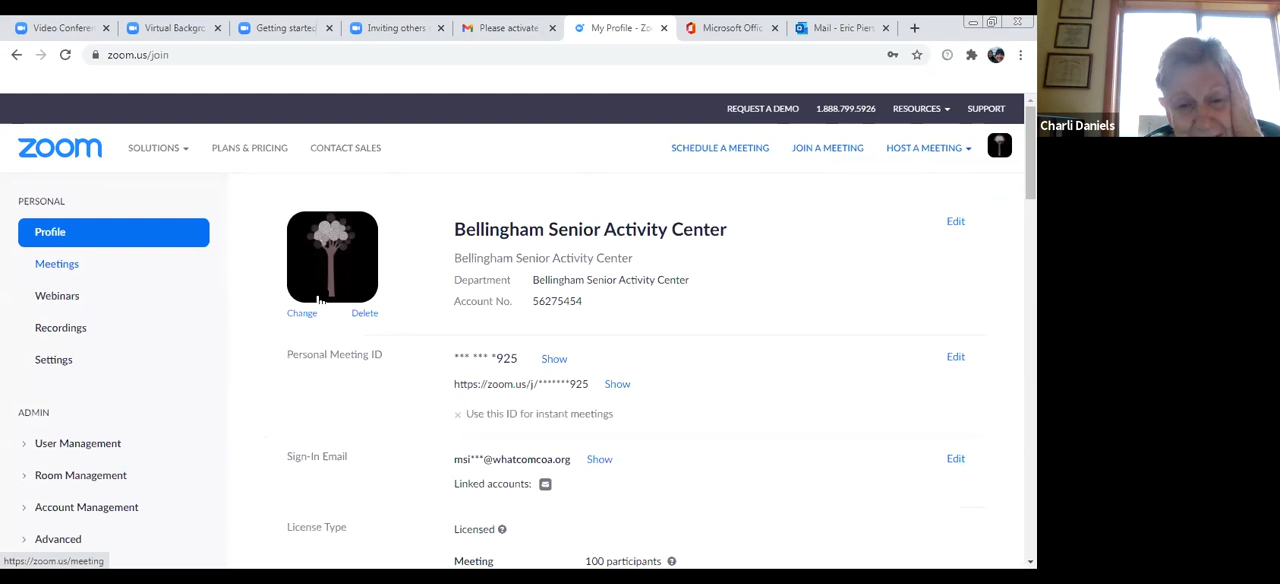 Video Conferen Virtual Backgro Getting started Inviting others Please activate My Profile - Zo Microsoft Offic Mail - Eric Piers
zoom.us/join
REQUEST A DEMO 1.888.799.5926 RESOURCES SUPPORT
Charli Daniels
zoom SOLUTIONS PLANS & PRICING CONTACT SALES SCHEDULE A MEETING JOIN A MEETING HOST A MEETING
PERSONAL
Profile
Meetings
Webinars
Recordings
Settings
ADMIN
User Management
Room Management
Account Management
Advanced
Change Delete
Bellingham Senior Activity Center Edit
Bellingham Senior Activity Center
Department Bellingham Senior Activity Center
Account No. 56275454
Personal Meeting ID *** *** *925 Show Edit
https://zoom.us/j/*******925 Show
× Use this ID for instant meetings
Sign-In Email msi***@whatcomcoa.org Show Edit
Linked accounts:
License Type Licensed
Meeting 100 participants
https://zoom.us/meeting